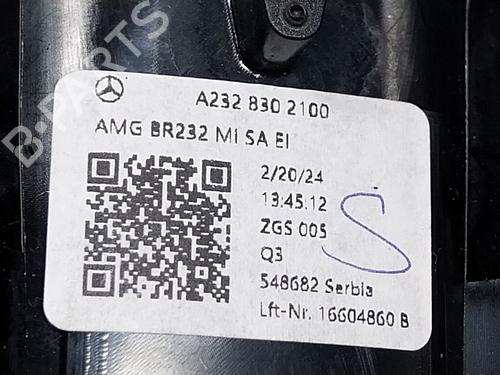 B-PARTS
A232 830 2100
AMG BR232 MI SA EI
2/20/24
13:45:12
ZGS 005
Q3
548682 Serbia
Lft-Nr. 16604860 B
S